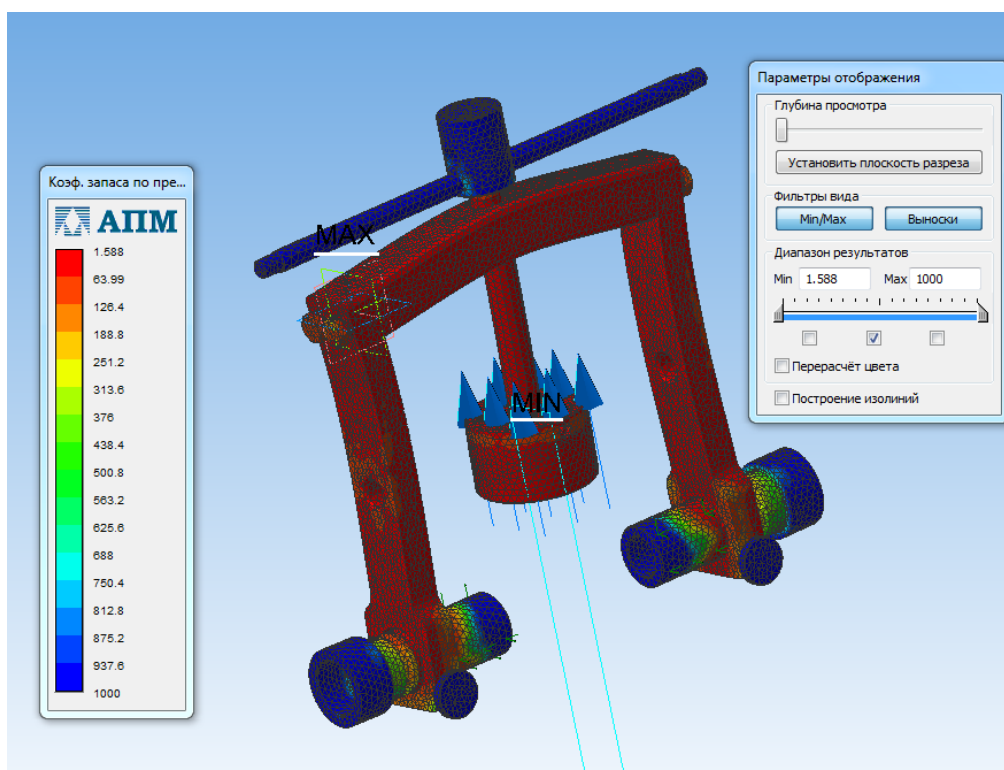 Коэф. запаса по пре...
АПМ
1.588
63.99
126.4
188.8
251.2
313.6
376
438.4
500.8
563.2
625.6
688
750.4
812.8
875.2
937.6
1000
MAX
MIN
Параметры отображения
Глубина просмотра
Установить плоскость разреза
Фильтры вида
Min/Max Выноски
Диапазон результатов
Min 1.588 Max 1000
Перерасчёт цвета
Построение изолиний